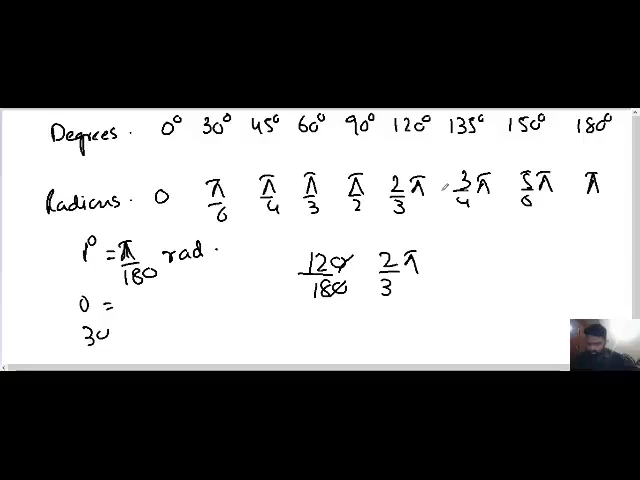 Degrees. 0° 30° 45° 60° 90° 120° 135° 150° 180°
Radians. 0 π/6 π/4 π/3 π/2 2/3 π 3/4 π 5/6 π π
1° = π/180 rad.
120/180 2/3 π
0 =
30